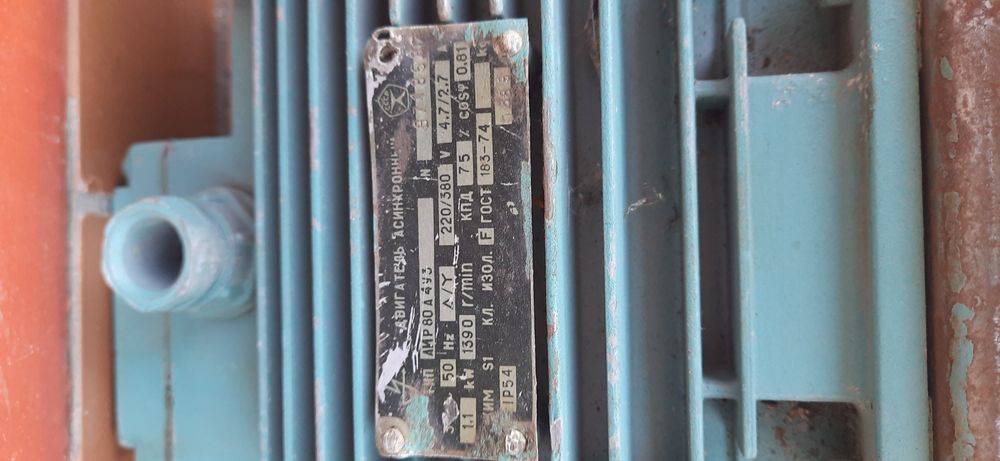 ДВИГАТЕЛЬ АСИНХРОННЫЙ
ТИП АИР80А4У3 N
3 50 Hz Δ/Y 220/380 V 4.7/2.7 A
1.1 kW 1390 r/min КПД 75 % cosφ 0.81
S1 КЛ. ИЗОЛ. F ГОСТ 183-74
IP54